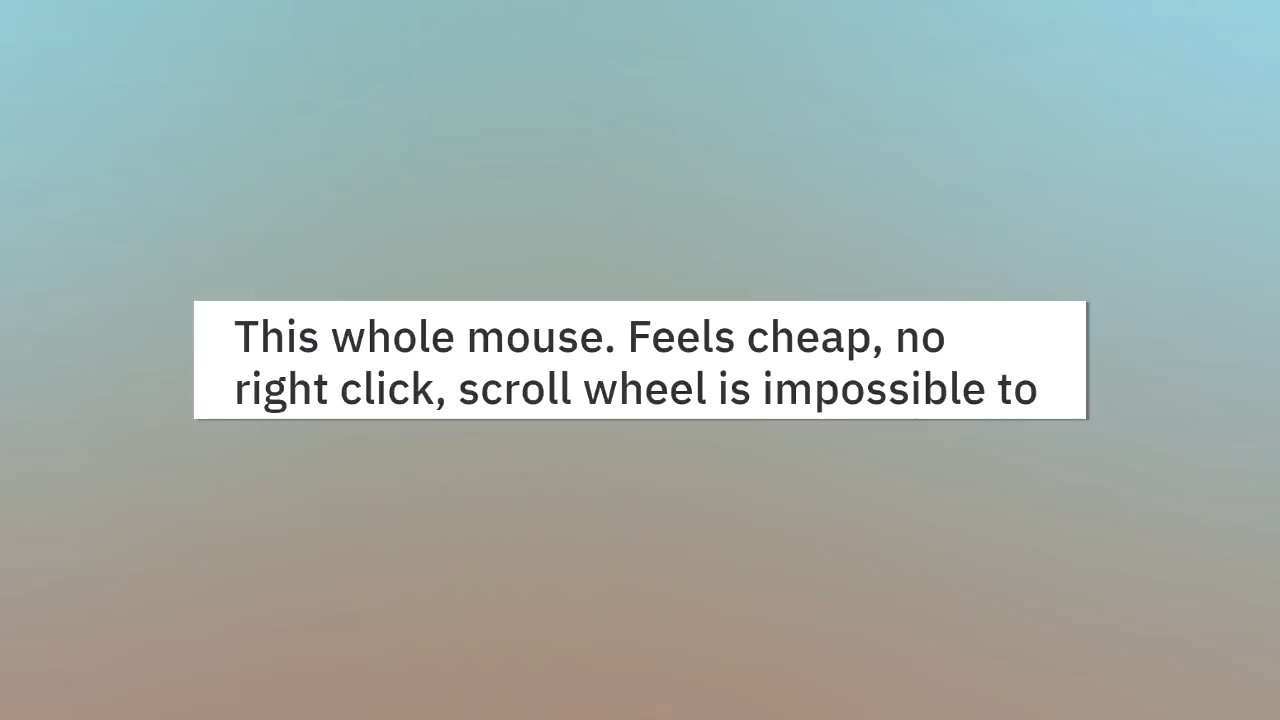 This whole mouse. Feels cheap, no
right click, scroll wheel is impossible to